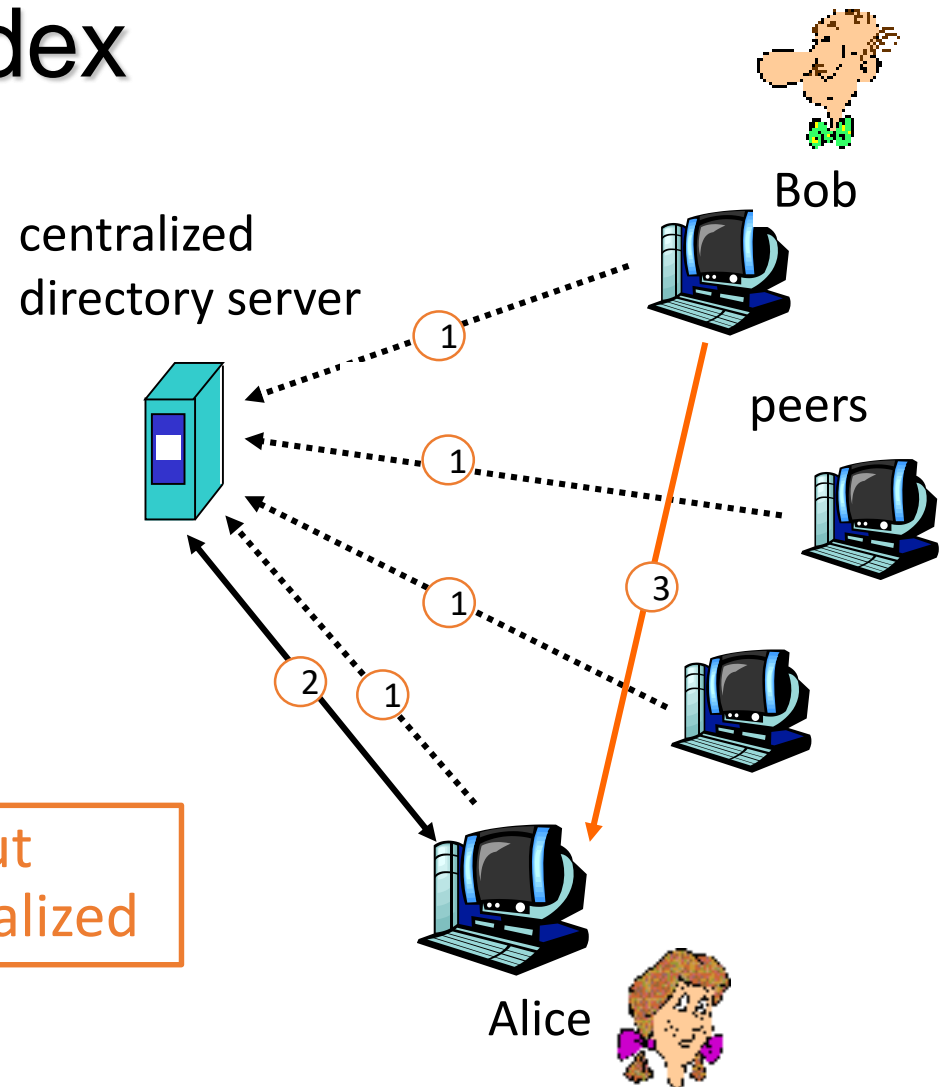 dex
Bob
centralized
directory server
1
peers
1
1
3
2
1
ut
alized
Alice